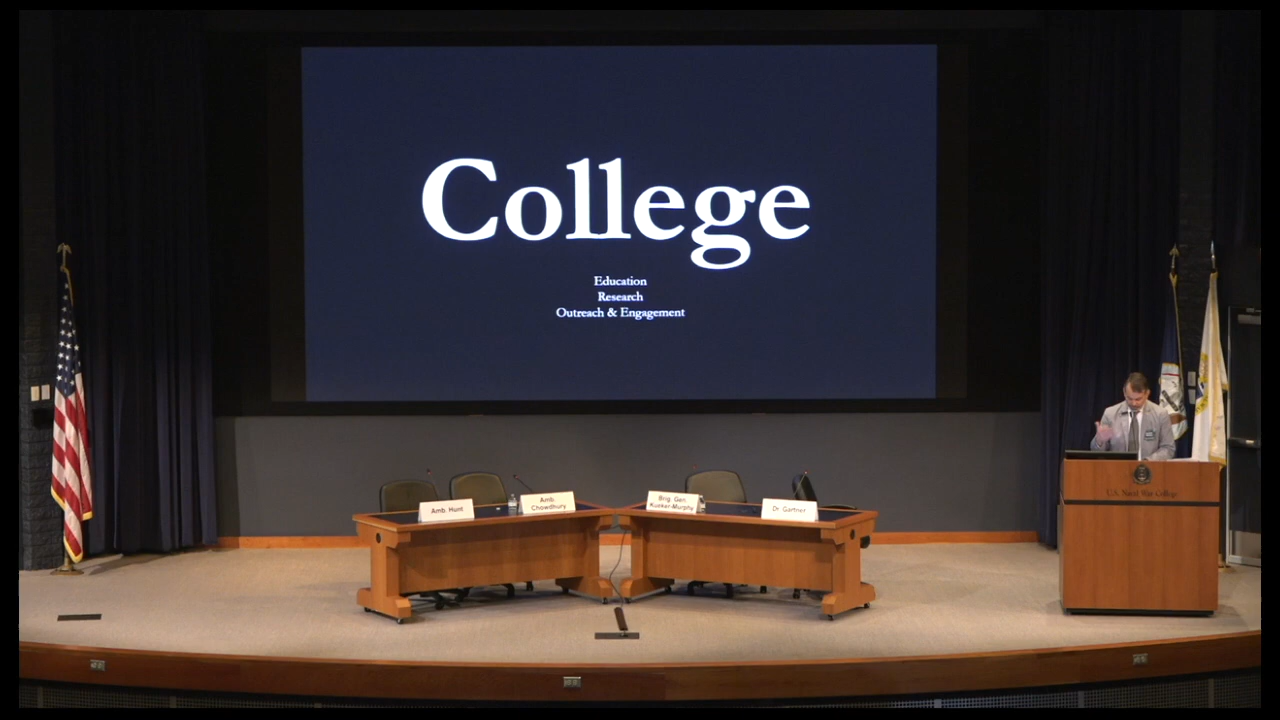 College
Education
Research
Outreach & Engagement
Amb. Hunt
Amb.
Chowdhury
Brig. Gen.
Kueker-Murphy
Dr. Gartner
U.S. Naval War College